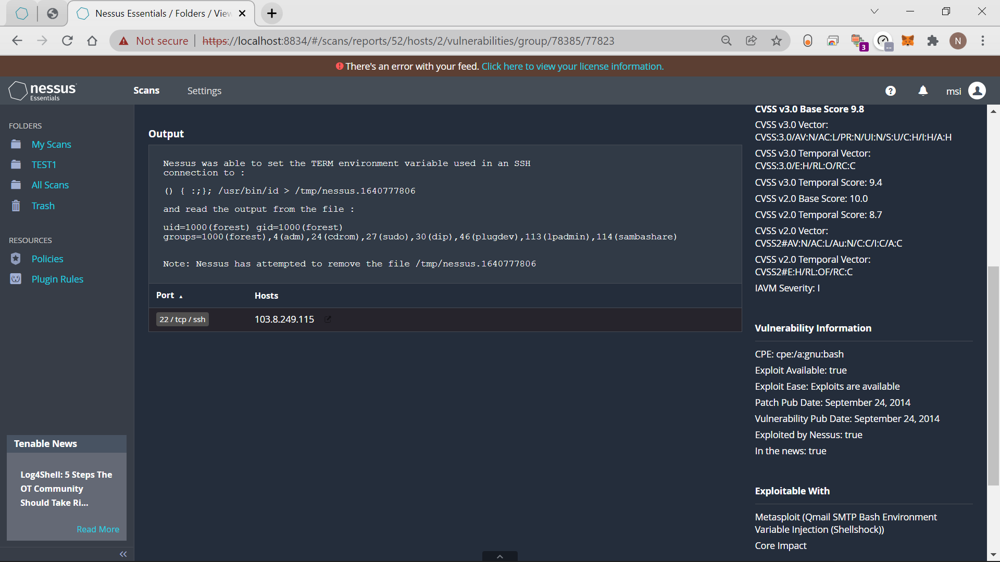 Nessus Essentials / Folders / View
Not secure
https://localhost:8834/#/scans/reports/52/hosts/2/vulnerabilities/group/78385/77823
3
--
N
There's an error with your feed. Click here to view your license information.
nessus
Essentials
Scans
Settings
?
msi
FOLDERS
My Scans
TEST1
All Scans
Trash
RESOURCES
Policies
Plugin Rules
Tenable News
Log4Shell: 5 Steps The
OT Community
Should Take Ri...
Read More
Output
Nessus was able to set the TERM environment variable used in an SSH
connection to :
() { :;}; /usr/bin/id > /tmp/nessus.1640777806
and read the output from the file :
uid=1000(forest) gid=1000(forest)
groups=1000(forest),4(adm),24(cdrom),27(sudo),30(dip),46(plugdev),113(lpadmin),114(sambashare)
Note: Nessus has attempted to remove the file /tmp/nessus.1640777806
Port
Hosts
22 / tcp / ssh
103.8.249.115
CVSS v3.0 Base Score 9.8
CVSS v3.0 Vector:
CVSS:3.0/AV:N/AC:L/PR:N/UI:N/S:U/C:H/I:H/A:H
CVSS v3.0 Temporal Vector:
CVSS:3.0/E:H/RL:O/RC:C
CVSS v3.0 Temporal Score: 9.4
CVSS v2.0 Base Score: 10.0
CVSS v2.0 Temporal Score: 8.7
CVSS v2.0 Vector:
CVSS2#AV:N/AC:L/Au:N/C:C/I:C/A:C
CVSS v2.0 Temporal Vector:
CVSS2#E:H/RL:OF/RC:C
IAVM Severity: I
Vulnerability Information
CPE: cpe:/a:gnu:bash
Exploit Available: true
Exploit Ease: Exploits are available
Patch Pub Date: September 24, 2014
Vulnerability Pub Date: September 24, 2014
Exploited by Nessus: true
In the news: true
Exploitable With
Metasploit (Qmail SMTP Bash Environment
Variable Injection (Shellshock))
Core Impact